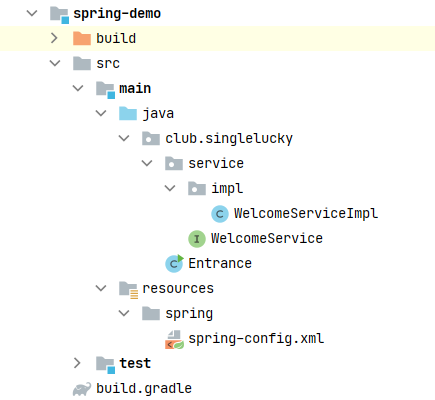 spring-demo
build
src
main
java
club.singlelucky
service
impl
WelcomeServiceImpl
WelcomeService
Entrance
resources
spring
spring-config.xml
test
build.gradle